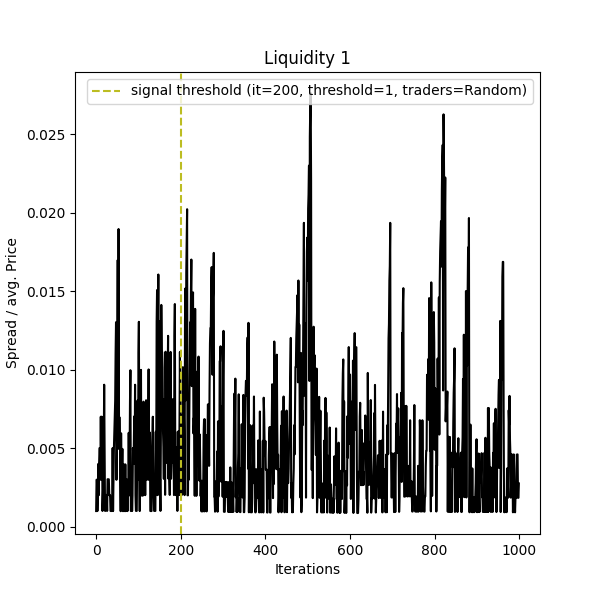 Liquidity 1
signal threshold (it=200, threshold=1, traders=Random)
Spread / avg. Price
0.025
0.020
0.015
0.010
0.005
0.000
0 200 400 600 800 1000
Iterations